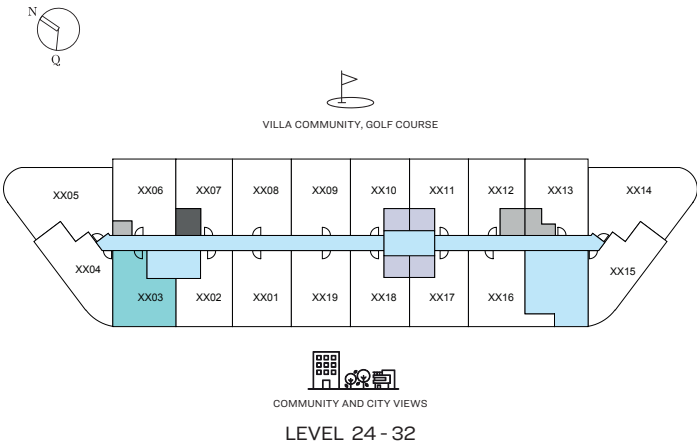 N
Q
VILLA COMMUNITY, GOLF COURSE
XX05
XX06
XX07
XX08
XX09
XX10
XX11
XX12
XX13
XX14
XX04
XX03
XX02
XX01
XX19
XX18
XX17
XX16
XX15
COMMUNITY AND CITY VIEWS
LEVEL 24 - 32